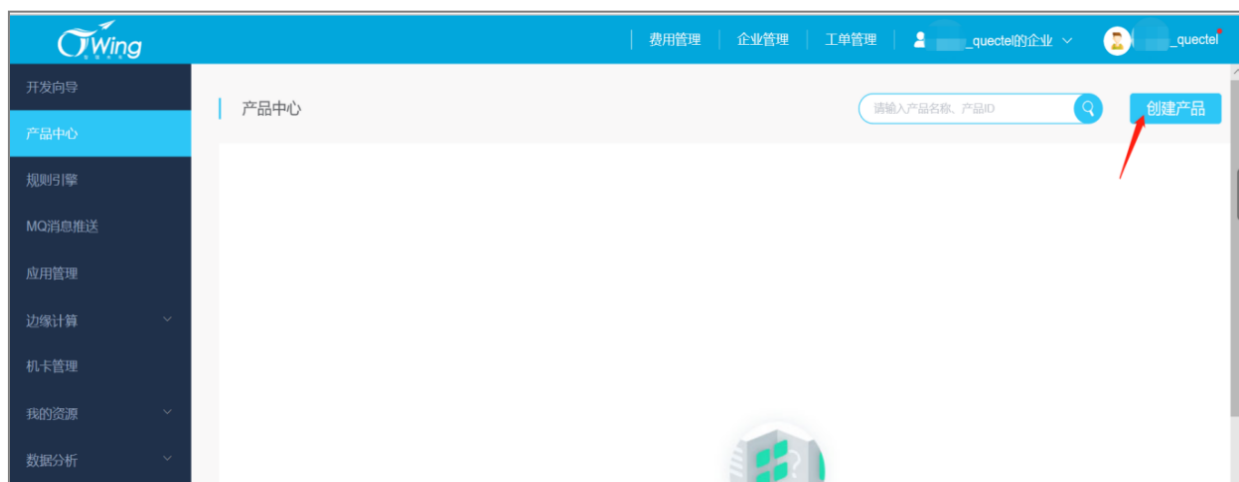 Wing
费用管理
企业管理
工单管理
_quectel的企业
_quectel
开发向导
产品中心
请输入产品名称、产品ID
创建产品
产品中心
规则引擎
MQ消息推送
应用管理
边缘计算
机卡管理
我的资源
数据分析